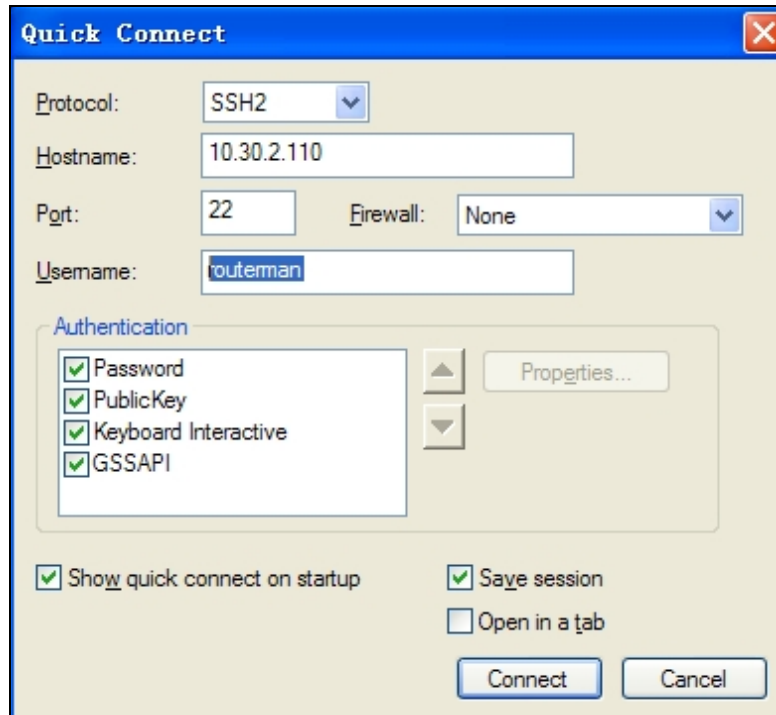 Quick Connect
Protocol: SSH2
Hostname: 10.30.2.110
Port: 22 Firewall: None
Username: routerman
Authentication
Password
PublicKey
Keyboard Interactive
GSSAPI
Properties...
Show quick connect on startup
Save session
Open in a tab
Connect Cancel